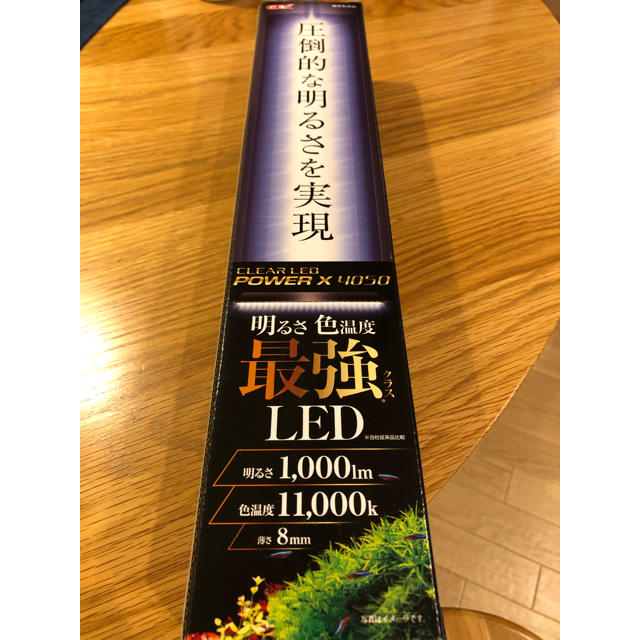 GEX
圧倒的な明るさを実現
CLEAR LED
POWER X 4050
明るさ 色温度
最強クラス
LED
※当社従来品比較
明るさ 1,000lm
色温度 11,000k
薄さ 8mm
写真はイメージです。